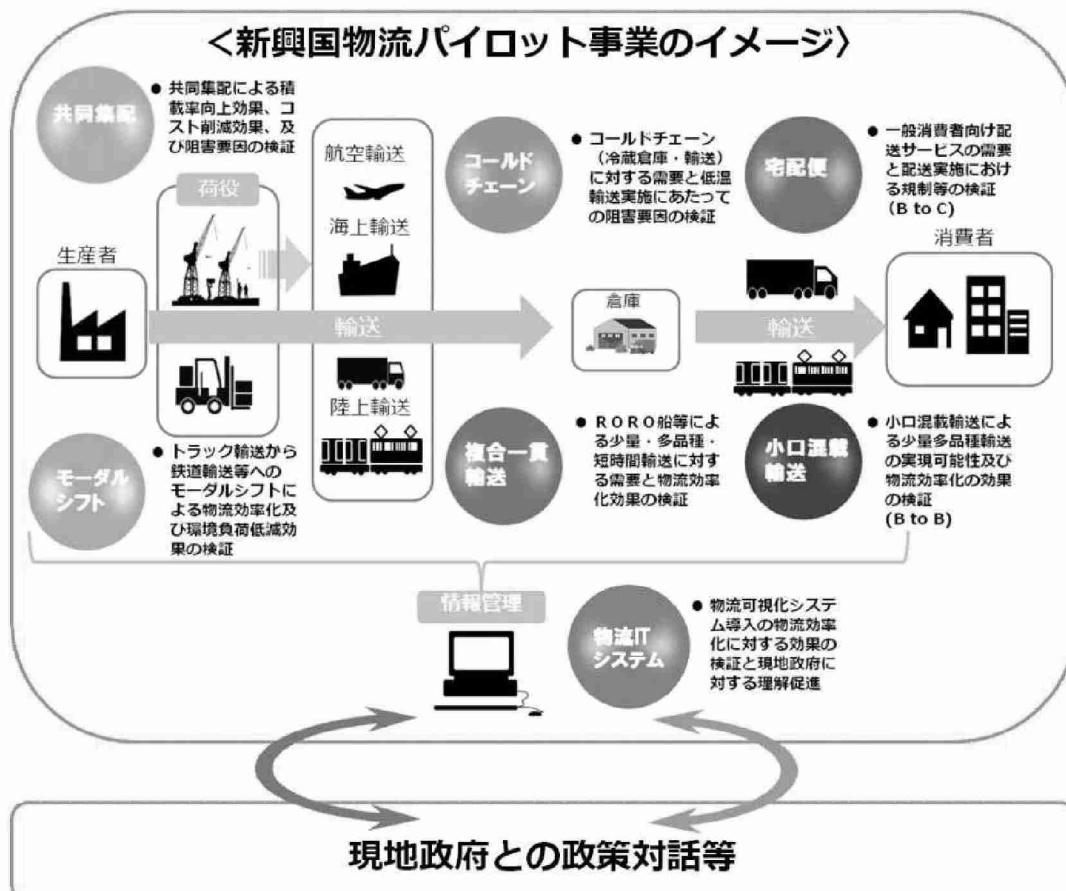 ＜新興国物流パイロット事業のイメージ＞
共同集配
● 共同集配による積
載率向上効果、コ
スト削減効果、及
び阻害要因の検証
荷役
航空輸送
海上輸送
陸上輸送
コールド
チェーン
● コールドチェーン
（冷蔵倉庫・輸送）
に対する需要と低温
輸送実施にあたって
の阻害要因の検証
宅配便
● 一般消費者向け配
送サービスの需要
と配送実施におけ
る規制等の検証
（B to C）
生産者
輸送
倉庫
輸送
消費者
モーダル
シフト
● トラック輸送から
鉄道輸送等への
モーダルシフトに
よる物流効率化及
び環境負荷低減効
果の検証
複合一貫
輸送
● ＲＯＲＯ船等によ
る少量・多品種・
短時間輸送に対す
る需要と物流効率
化効果の検証
小口混載
輸送
● 小口混載輸送によ
る少量多品種輸送
の実現可能性及び
物流効率化の効果
の検証
(B to B)
情報管理
物流IT
システム
● 物流可視化システ
ム導入の物流効率
化に対する効果の
検証と現地政府に
対する理解促進
現地政府との政策対話等